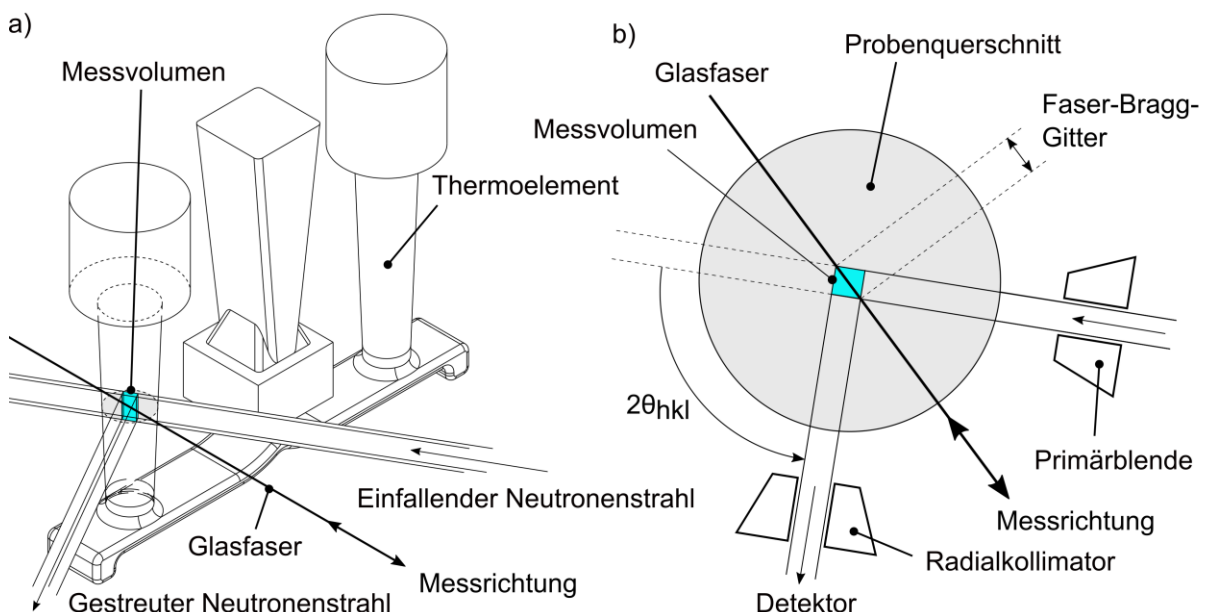 a)
Messvolumen
Thermoelement
Einfallender Neutronenstrahl
Glasfaser
Messrichtung
Gestreuter Neutronenstrahl
b)
Probenquerschnitt
Glasfaser
Faser-Bragg-
Gitter
Messvolumen
2θhkl
Primärblende
Messrichtung
Radialkollimator
Detektor